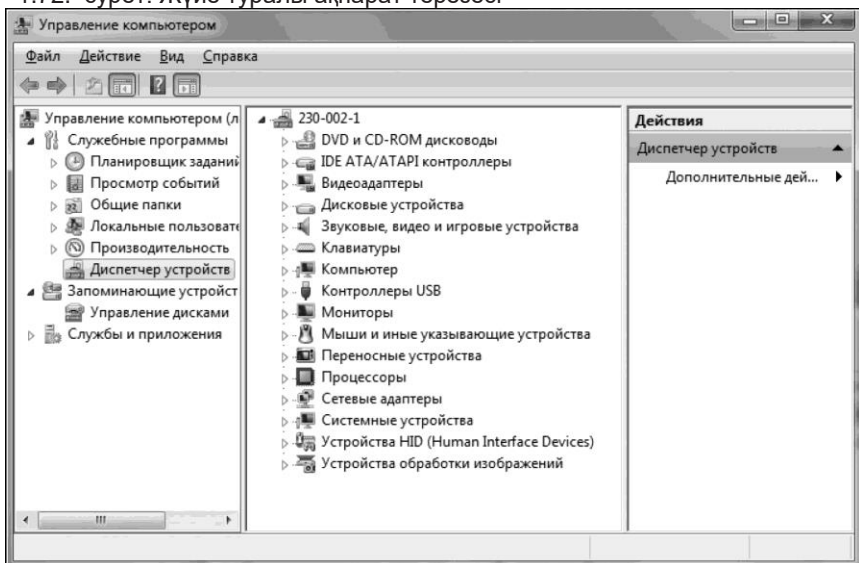 Управление компьютером
Файл Действие Вид Справка
Управление компьютером (л
Служебные программы
Планировщик заданий
Просмотр событий
Общие папки
Локальные пользовате
Производительность
Диспетчер устройств
Запоминающие устройст
Управление дисками
Службы и приложения
230-002-1
DVD и CD-ROM дисководы
IDE ATA/ATAPI контроллеры
Видеоадаптеры
Дисковые устройства
Звуковые, видео и игровые устройства
Клавиатуры
Компьютер
Контроллеры USB
Мониторы
Мыши и иные указывающие устройства
Переносные устройства
Процессоры
Сетевые адаптеры
Системные устройства
Устройства HID (Human Interface Devices)
Устройства обработки изображений
Действия
Диспетчер устройств
Дополнительные дей...